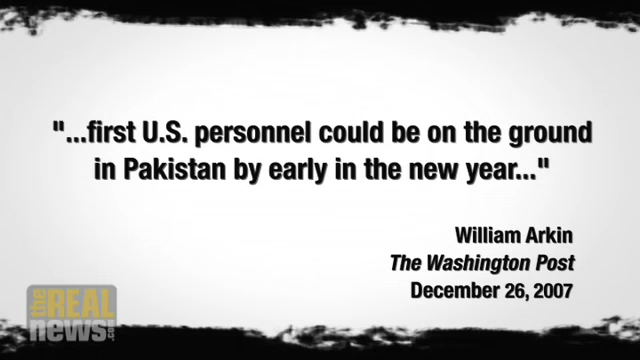 "...first U.S. personnel could be on the ground
in Pakistan by early in the new year..."
William Arkin
The Washington Post
December 26, 2007
the REAL
news.com